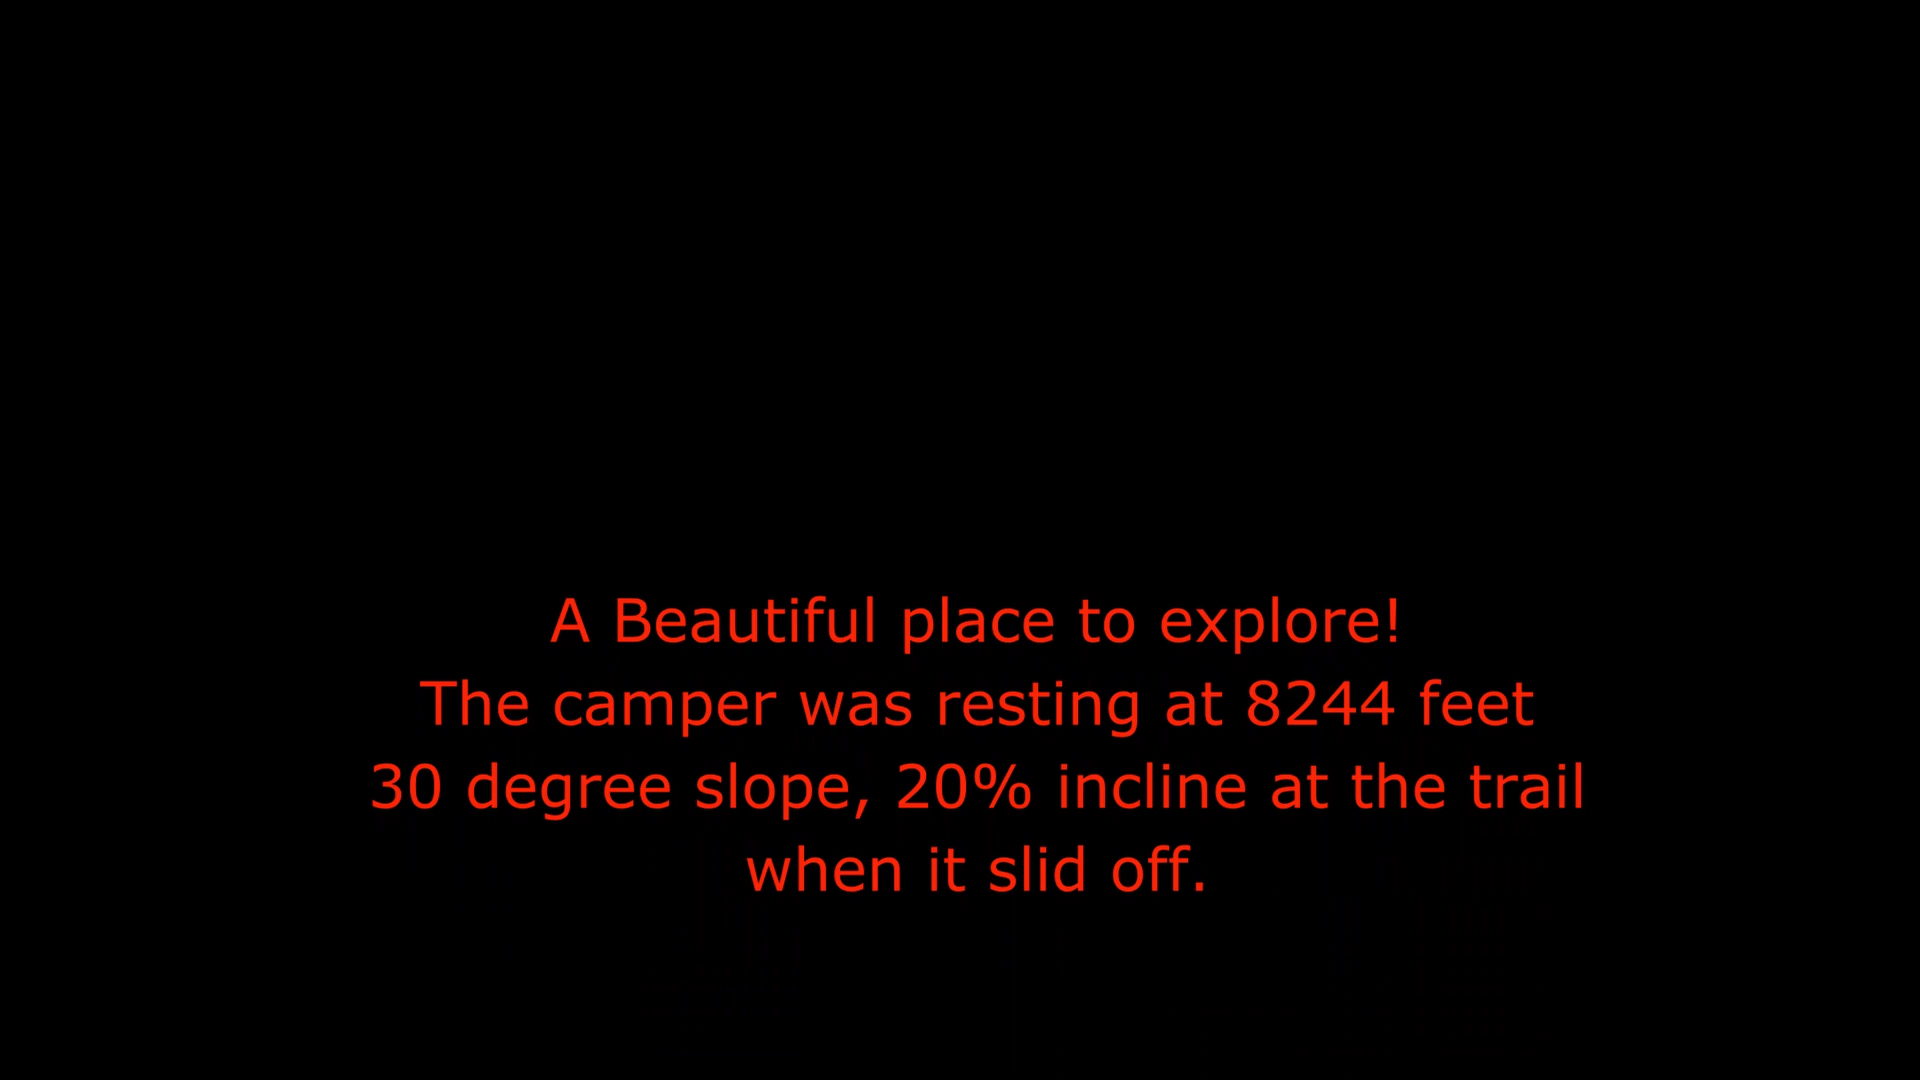 A Beautiful place to explore!
The camper was resting at 8244 feet
30 degree slope, 20% incline at the trail
when it slid off.